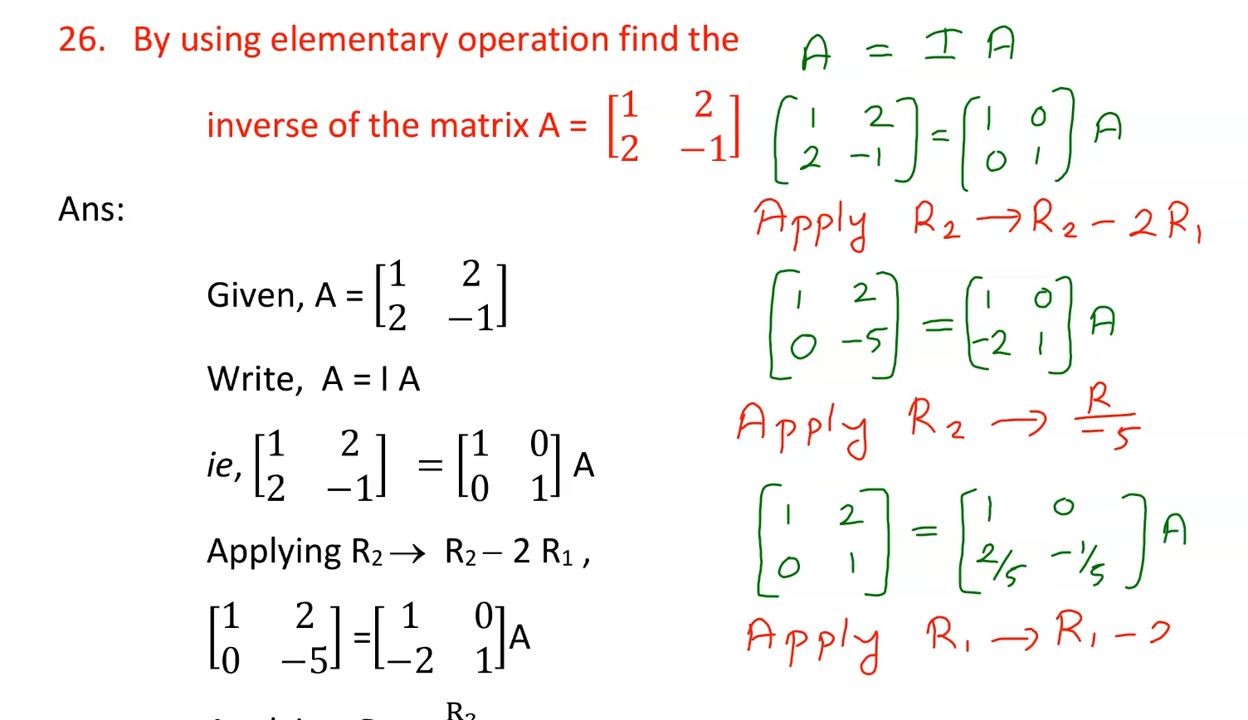 26. By using elementary operation find the
inverse of the matrix A = [1 2
2 −1]
Ans:
Given, A = [1 2
2 −1]
Write, A = I A
ie, [1 2
2 −1] = [1 0
0 1] A
Applying R₂ → R₂ – 2 R₁ ,
[1 2
0 −5] =[ 1 0
−2 1]A
R₂
A = I A
[1 2
2 -1] = [1 0
0 1] A
Apply R₂ → R₂ - 2 R₁
[1 2
0 -5] = [1 0
-2 1] A
Apply R₂ → R
-5
[1 2
0 1] = [1 0
2/5 -1/5] A
Apply R₁ → R₁ -